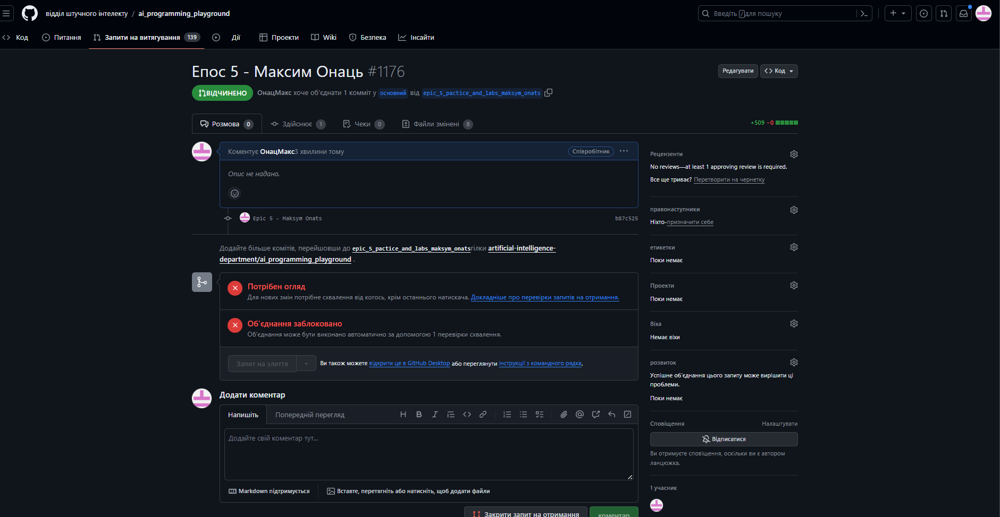 відділ штучного інтелекту / ai_programming_playground
Введіть / для пошуку
Код Питання Запити на витягування 139 Дії Проекти Wiki Безпека Інсайти
Епос 5 - Максим Онаць #1176
Редагувати Код
ВІДЧИНЕНО ОнацМакс хоче об'єднати 1 комміт у основний від epic_5_pactice_and_labs_maksym_onats
Розмова 0 Здійснює 1 Чеки 0 Файли змінені 8
+509 −0
Коментує ОнацМакс3 хвилини тому Співробітник
Опис не надано.
Epic 5 - Maksym Onats b87c525
Додайте більше комітів, перейшовши до epic_5_pactice_and_labs_maksym_onatsгілки artificial-intelligence-
department/ai_programming_playground .
Потрібен огляд
Для нових змін потрібне схвалення від когось, крім останнього натискача. Докладніше про перевірки запитів на отримання.
Об'єднання заблоковано
Об'єднання може бути виконано автоматично за допомогою 1 перевірки схвалення.
Запит на злиття Ви також можете відкрити це в GitHub Desktop або переглянути інструкції з командного рядка.
Додати коментар
Напишіть Попередній перегляд
Додайте свій коментар тут...
Markdown підтримується Вставте, перетягніть або натисніть, щоб додати файли
Закрити запит на отримання коментар
Рецензенти
No reviews—at least 1 approving review is required.
Все ще триває? Перетворити на чернетку
правонаступники
Ніхто-призначити себе
етикетки
Поки немає
Проекти
Поки немає
Віха
Немає віхи
розвиток
Успішне об'єднання цього запиту може вирішити ці
проблеми.
Поки немає
Сповіщення Налаштувати
Відписатися
Ви отримуєте сповіщення, оскільки ви є автором
ланцюжка.
1 учасник